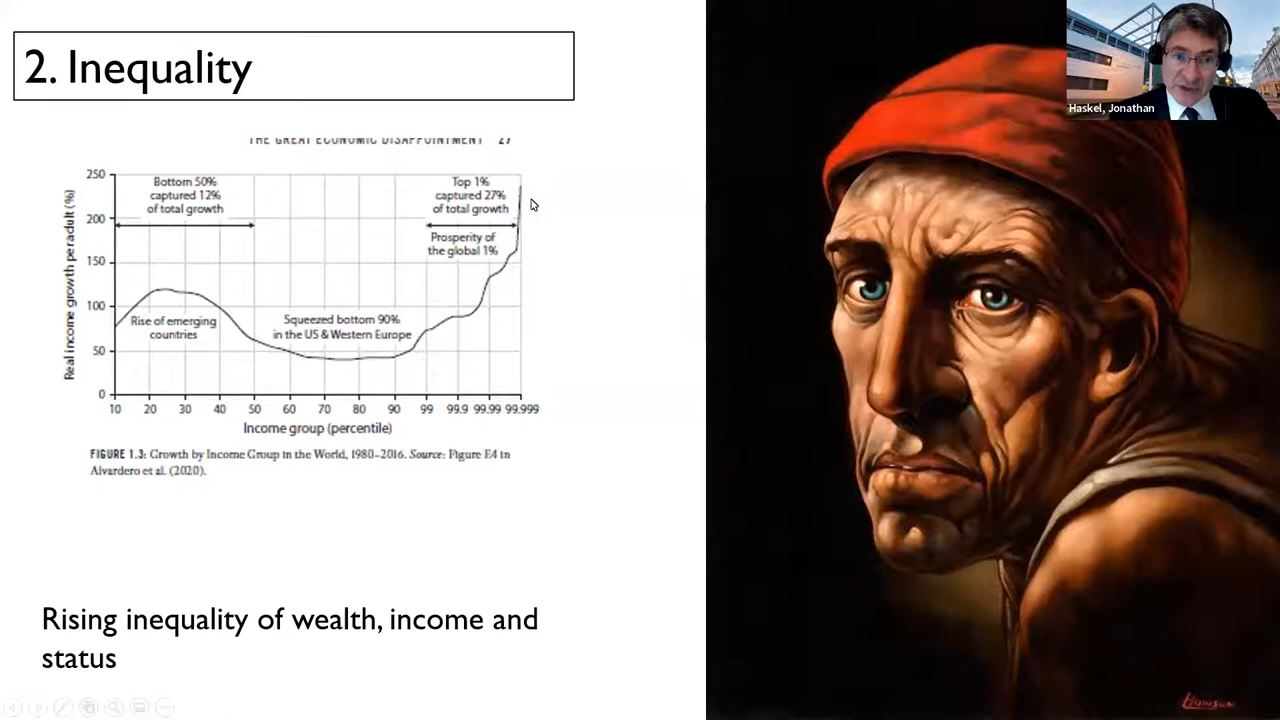 2. Inequality
Haskel, Jonathan
THE GREAT ECONOMIC DISAPPOINTMENT 27
Real income growth per adult (%)
250
200
150
100
50
0
Bottom 50%
captured 12%
of total growth
Top 1%
captured 27%
of total growth
Prosperity of
the global 1%
Rise of emerging
countries
Squeezed bottom 90%
in the US & Western Europe
10 20 30 40 50 60 70 80 90 99 99.9 99.99 99.999
Income group (percentile)
FIGURE 1.3: Growth by Income Group in the World, 1980–2016. Source: Figure E4 in
Alvardero et al. (2020).
Rising inequality of wealth, income and
status
Howson